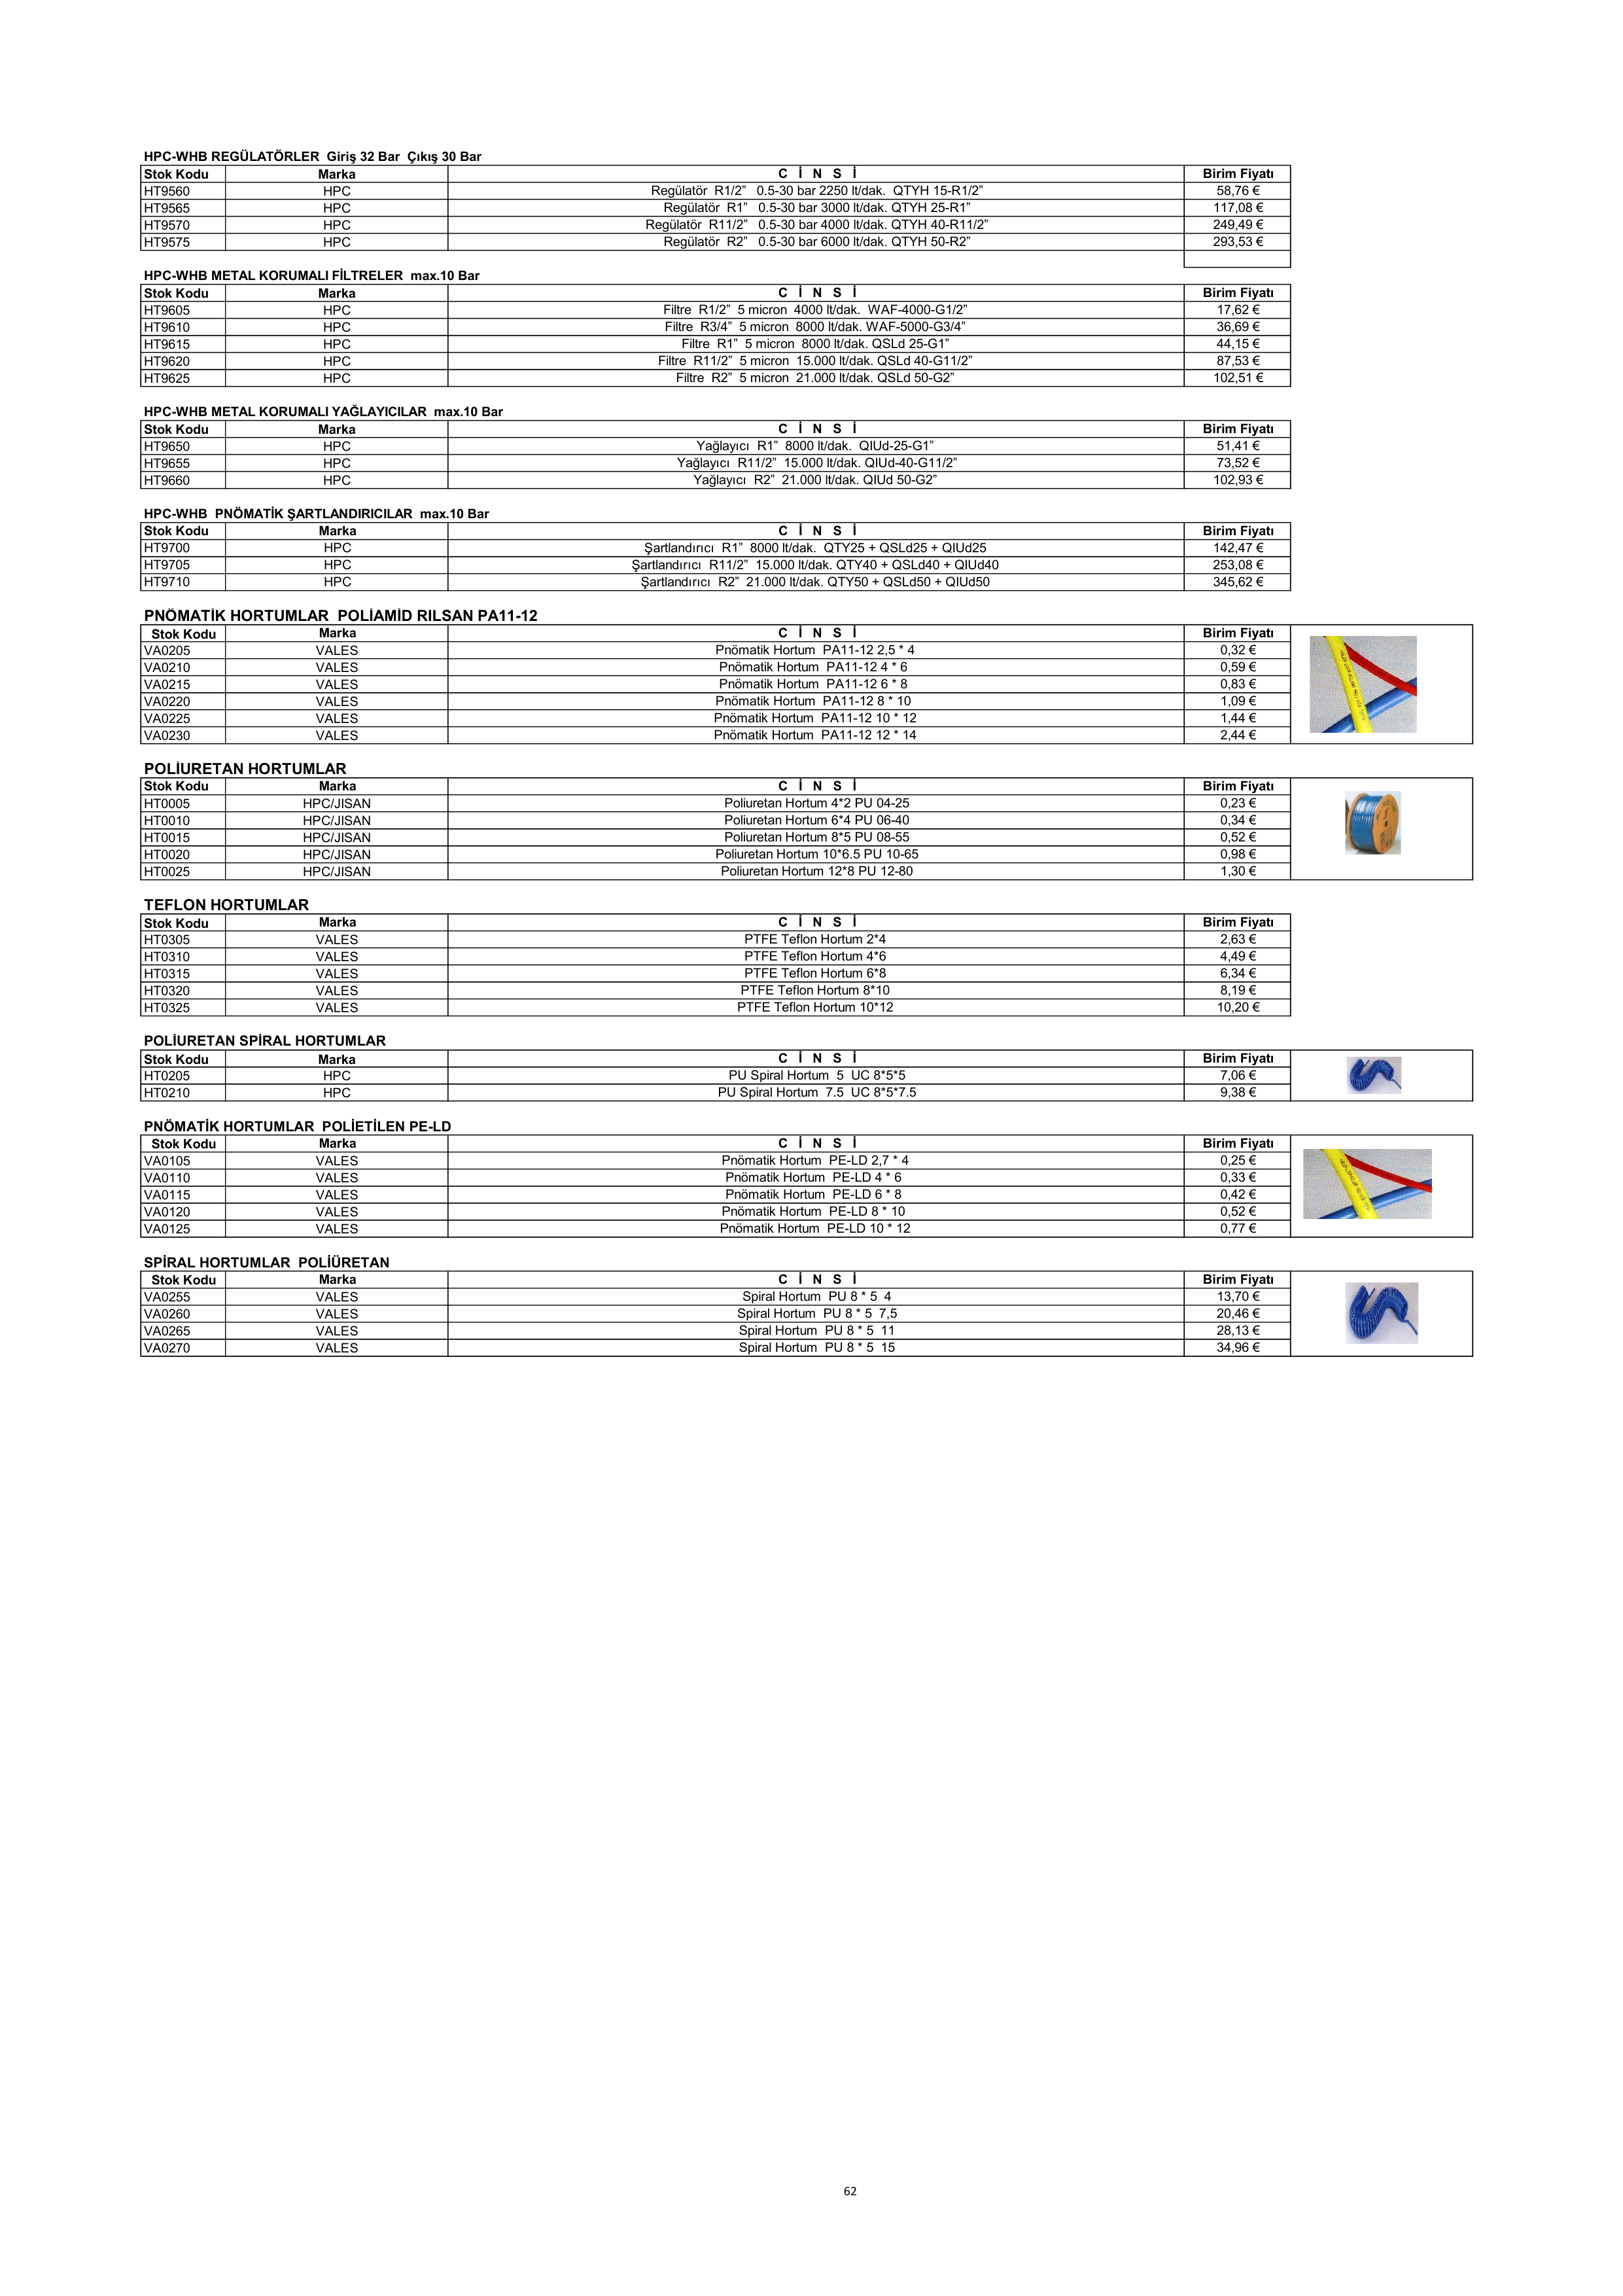 HPC-WHB REGÜLATÖRLER Giriş 32 Bar Çıkış 30 Bar
Stok Kodu Marka C İ N S İ Birim Fiyatı
HT9560 HPC Regülatör R1/2” 0.5-30 bar 2250 lt/dak. QTYH 15-R1/2” 58,76 €
HT9565 HPC Regülatör R1” 0.5-30 bar 3000 lt/dak. QTYH 25-R1” 117,08 €
HT9570 HPC Regülatör R11/2” 0.5-30 bar 4000 lt/dak. QTYH 40-R11/2” 249,49 €
HT9575 HPC Regülatör R2” 0.5-30 bar 6000 lt/dak. QTYH 50-R2” 293,53 €
HPC-WHB METAL KORUMALI FİLTRELER max.10 Bar
Stok Kodu Marka C İ N S İ Birim Fiyatı
HT9605 HPC Filtre R1/2” 5 micron 4000 lt/dak. WAF-4000-G1/2” 17,62 €
HT9610 HPC Filtre R3/4” 5 micron 8000 lt/dak. WAF-5000-G3/4” 36,69 €
HT9615 HPC Filtre R1” 5 micron 8000 lt/dak. QSLd 25-G1” 44,15 €
HT9620 HPC Filtre R11/2” 5 micron 15.000 lt/dak. QSLd 40-G11/2” 87,53 €
HT9625 HPC Filtre R2” 5 micron 21.000 lt/dak. QSLd 50-G2” 102,51 €
HPC-WHB METAL KORUMALI YAĞLAYICILAR max.10 Bar
Stok Kodu Marka C İ N S İ Birim Fiyatı
HT9650 HPC Yağlayıcı R1” 8000 lt/dak. QIUd-25-G1” 51,41 €
HT9655 HPC Yağlayıcı R11/2” 15.000 lt/dak. QIUd-40-G11/2” 73,52 €
HT9660 HPC Yağlayıcı R2” 21.000 lt/dak. QIUd 50-G2” 102,93 €
HPC-WHB PNÖMATİK ŞARTLANDIRICILAR max.10 Bar
Stok Kodu Marka C İ N S İ Birim Fiyatı
HT9700 HPC Şartlandırıcı R1” 8000 lt/dak. QTY25 + QSLd25 + QIUd25 142,47 €
HT9705 HPC Şartlandırıcı R11/2” 15.000 lt/dak. QTY40 + QSLd40 + QIUd40 253,08 €
HT9710 HPC Şartlandırıcı R2” 21.000 lt/dak. QTY50 + QSLd50 + QIUd50 345,62 €
PNÖMATİK HORTUMLAR POLİAMİD RILSAN PA11-12
Stok Kodu Marka C İ N S İ Birim Fiyatı
VA0205 VALES Pnömatik Hortum PA11-12 2,5 * 4 0,32 €
VA0210 VALES Pnömatik Hortum PA11-12 4 * 6 0,59 €
VA0215 VALES Pnömatik Hortum PA11-12 6 * 8 0,83 €
VA0220 VALES Pnömatik Hortum PA11-12 8 * 10 1,09 €
VA0225 VALES Pnömatik Hortum PA11-12 10 * 12 1,44 €
VA0230 VALES Pnömatik Hortum PA11-12 12 * 14 2,44 €
POLİURETAN HORTUMLAR
Stok Kodu Marka C İ N S İ Birim Fiyatı
HT0005 HPC/JISAN Poliuretan Hortum 4*2 PU 04-25 0,23 €
HT0010 HPC/JISAN Poliuretan Hortum 6*4 PU 06-40 0,34 €
HT0015 HPC/JISAN Poliuretan Hortum 8*5 PU 08-55 0,52 €
HT0020 HPC/JISAN Poliuretan Hortum 10*6.5 PU 10-65 0,98 €
HT0025 HPC/JISAN Poliuretan Hortum 12*8 PU 12-80 1,30 €
TEFLON HORTUMLAR
Stok Kodu Marka C İ N S İ Birim Fiyatı
HT0305 VALES PTFE Teflon Hortum 2*4 2,63 €
HT0310 VALES PTFE Teflon Hortum 4*6 4,49 €
HT0315 VALES PTFE Teflon Hortum 6*8 6,34 €
HT0320 VALES PTFE Teflon Hortum 8*10 8,19 €
HT0325 VALES PTFE Teflon Hortum 10*12 10,20 €
POLİURETAN SPİRAL HORTUMLAR
Stok Kodu Marka C İ N S İ Birim Fiyatı
HT0205 HPC PU Spiral Hortum 5 UC 8*5*5 7,06 €
HT0210 HPC PU Spiral Hortum 7.5 UC 8*5*7.5 9,38 €
PNÖMATİK HORTUMLAR POLİETİLEN PE-LD
Stok Kodu Marka C İ N S İ Birim Fiyatı
VA0105 VALES Pnömatik Hortum PE-LD 2,7 * 4 0,25 €
VA0110 VALES Pnömatik Hortum PE-LD 4 * 6 0,33 €
VA0115 VALES Pnömatik Hortum PE-LD 6 * 8 0,42 €
VA0120 VALES Pnömatik Hortum PE-LD 8 * 10 0,52 €
VA0125 VALES Pnömatik Hortum PE-LD 10 * 12 0,77 €
SPİRAL HORTUMLAR POLİÜRETAN
Stok Kodu Marka C İ N S İ Birim Fiyatı
VA0255 VALES Spiral Hortum PU 8 * 5 4 13,70 €
VA0260 VALES Spiral Hortum PU 8 * 5 7,5 20,46 €
VA0265 VALES Spiral Hortum PU 8 * 5 11 28,13 €
VA0270 VALES Spiral Hortum PU 8 * 5 15 34,96 €
62